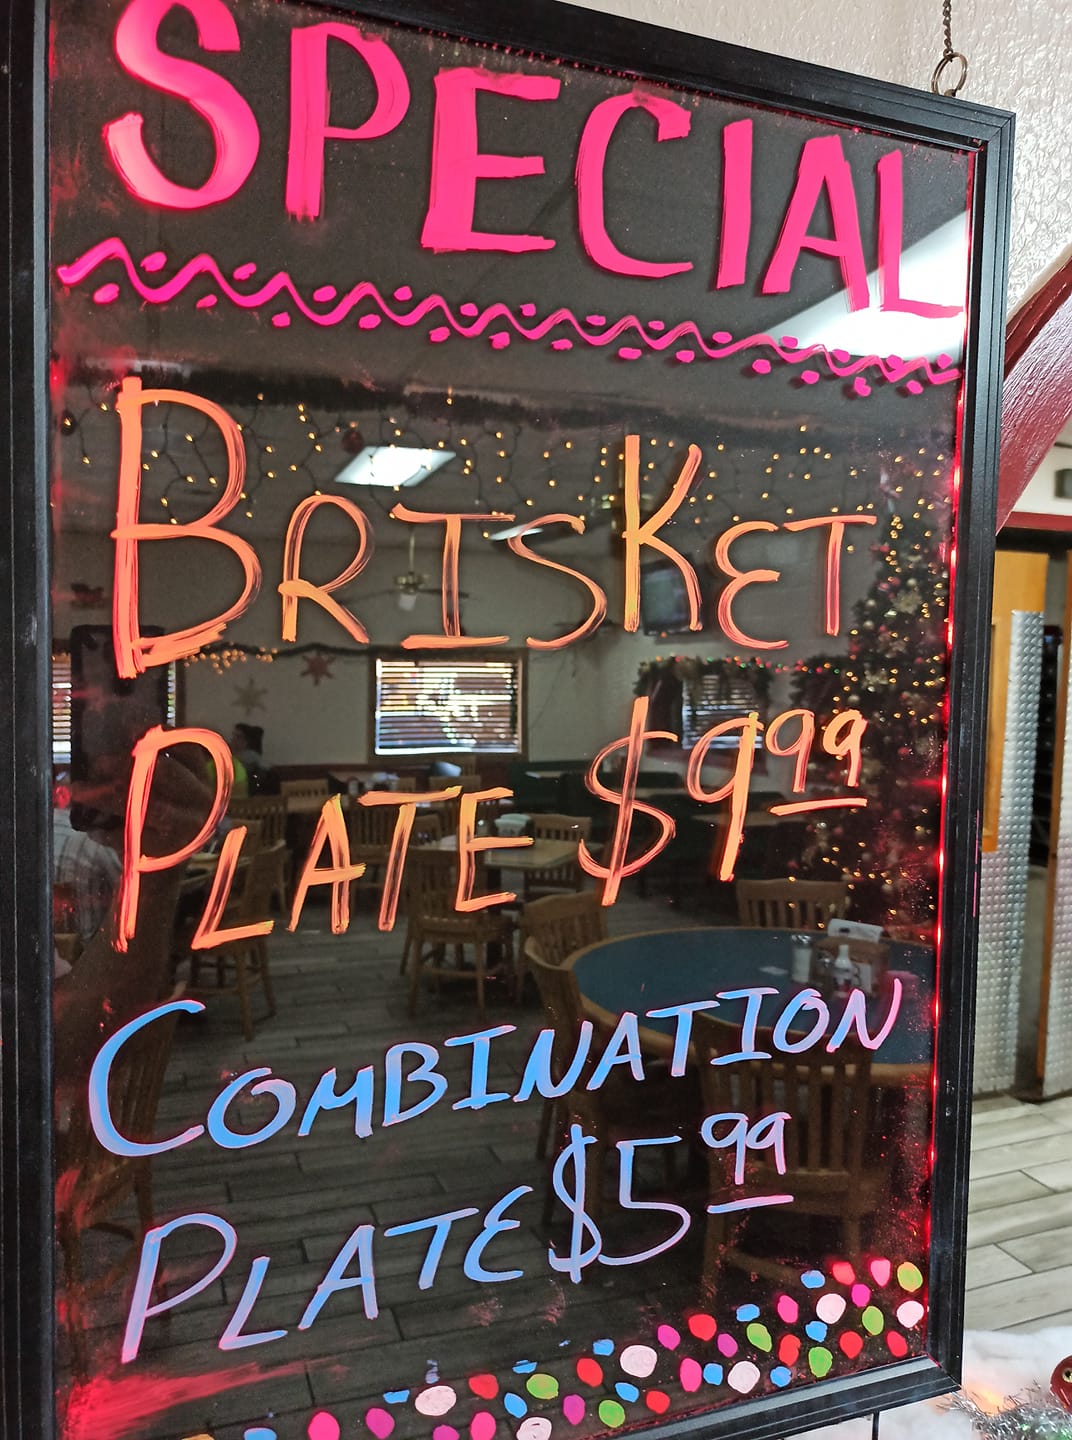 SPECIAL
BRISKET
PLATE $9.99
COMBINATION
PLATE $5.99